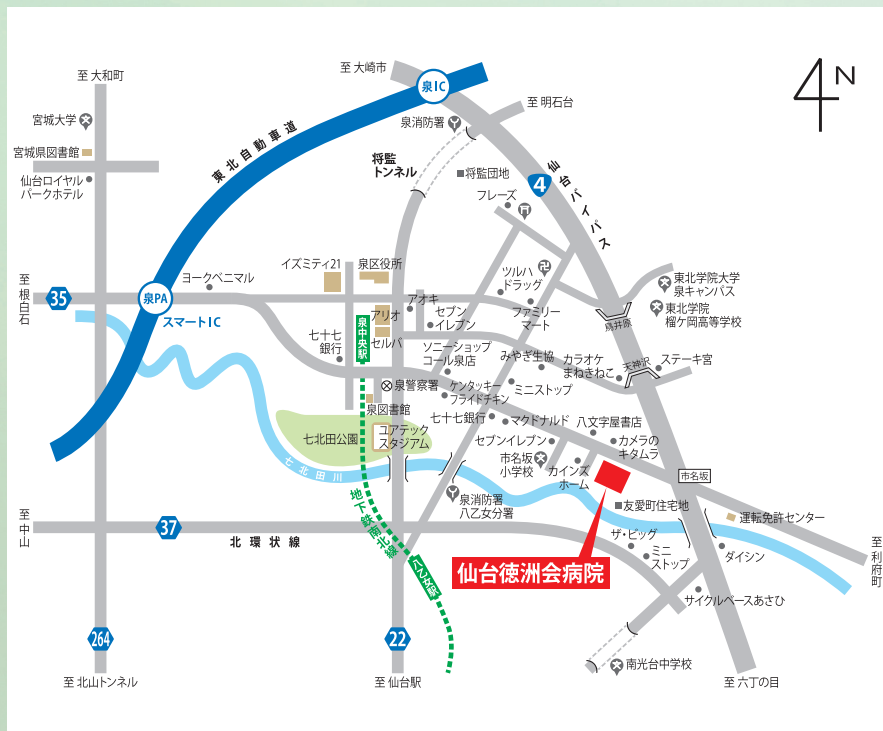 至 大和町
至 大崎市
泉IC
N
至 明石台
宮城大学
泉消防署
東北自動車道
宮城県図書館
将監
トンネル
将監団地
仙台ロイヤル
パークホテル
4
仙台バイパス
フレーズ
イズミティ21
泉区役所
ツルハ
ドラッグ
東北学院大学
泉キャンパス
至 根白石
35
泉PA
ヨークベニマル
アオキ
ファミリー
マート
東北学院
榴ケ岡高等学校
スマートIC
アリオ
セブン
イレブン
鳥井原
泉中央駅
七十七
銀行
セルバ
ソニーショップ
コール泉店
みやぎ生協
カラオケ
まねきねこ
天神沢
ステーキ宮
泉警察署
ケンタッキー
フライドチキン
ミニストップ
泉図書館
七十七銀行
マクドナルド
八文字屋書店
七北田公園
ユアテック
スタジアム
セブンイレブン
カメラの
キタムラ
市名坂
小学校
カインズ
ホーム
市名坂
七北田川
泉消防署
八乙女分署
友愛町住宅地
運転免許センター
至 中山
37
北環状線
地下鉄南北線
ザ・ビッグ
ミニ
ストップ
ダイシン
至 利府町
八乙女駅
仙台徳洲会病院
サイクルベースあさひ
264
22
南光台中学校
至 北山トンネル
至 仙台駅
至 六丁の目